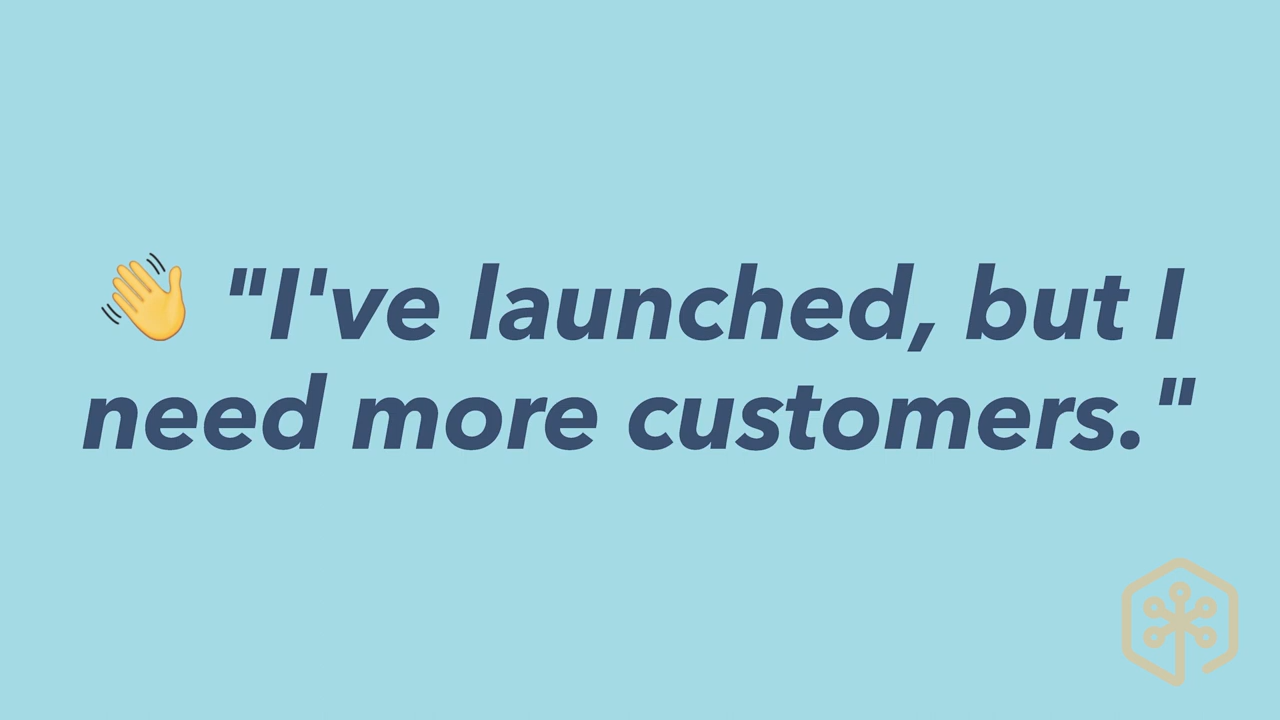 👋 "I've launched, but I
need more customers."